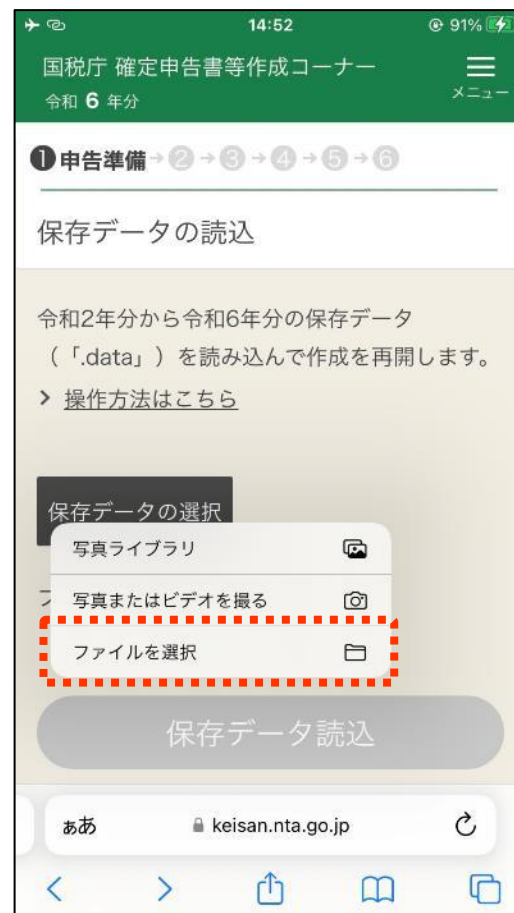 14:52
91%
国税庁 確定申告書等作成コーナー
令和 6 年分
メニュー
1 申告準備→2→3→4→5→6
保存データの読込
令和2年分から令和6年分の保存データ
(「.data」)を読み込んで作成を再開します。
> 操作方法はこちら
保存データの選択
写真ライブラリ
フ
写真またはビデオを撮る
ファイルを選択
保存データ読込
ぁあ
keisan.nta.go.jp